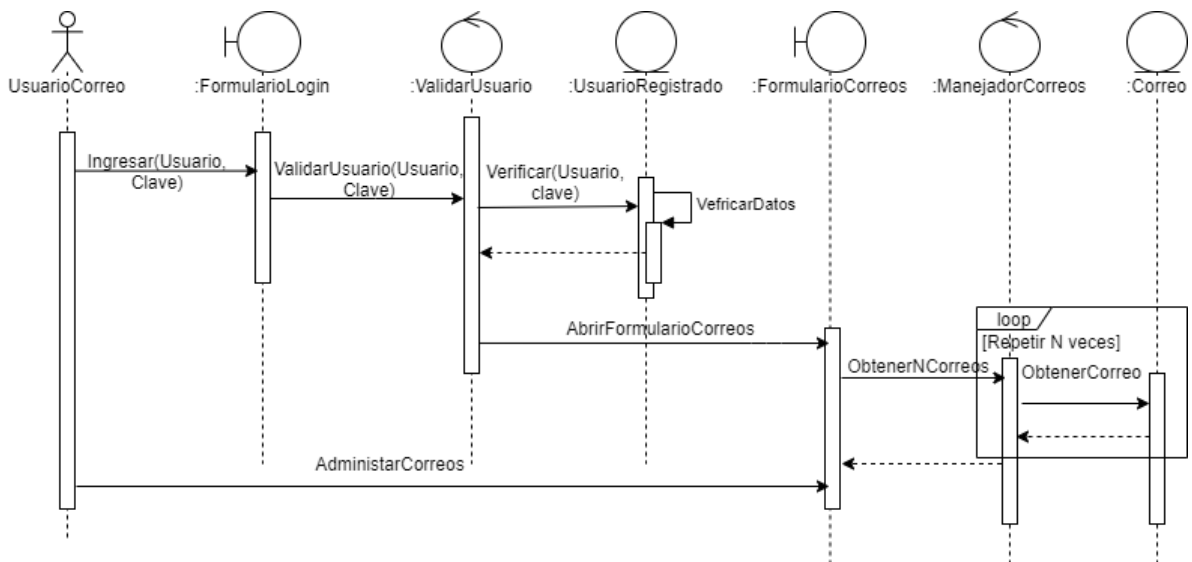 UsuarioCorreo
:FormularioLogin
:ValidarUsuario
:UsuarioRegistrado
:FormularioCorreos
:ManejadorCorreos
:Correo
Ingresar(Usuario,
Clave)
ValidarUsuario(Usuario,
Clave)
Verificar(Usuario,
clave)
VefricarDatos
AbrirFormularioCorreos
loop
[Repetir N veces]
ObtenerNCorreos
ObtenerCorreo
AdministarCorreos